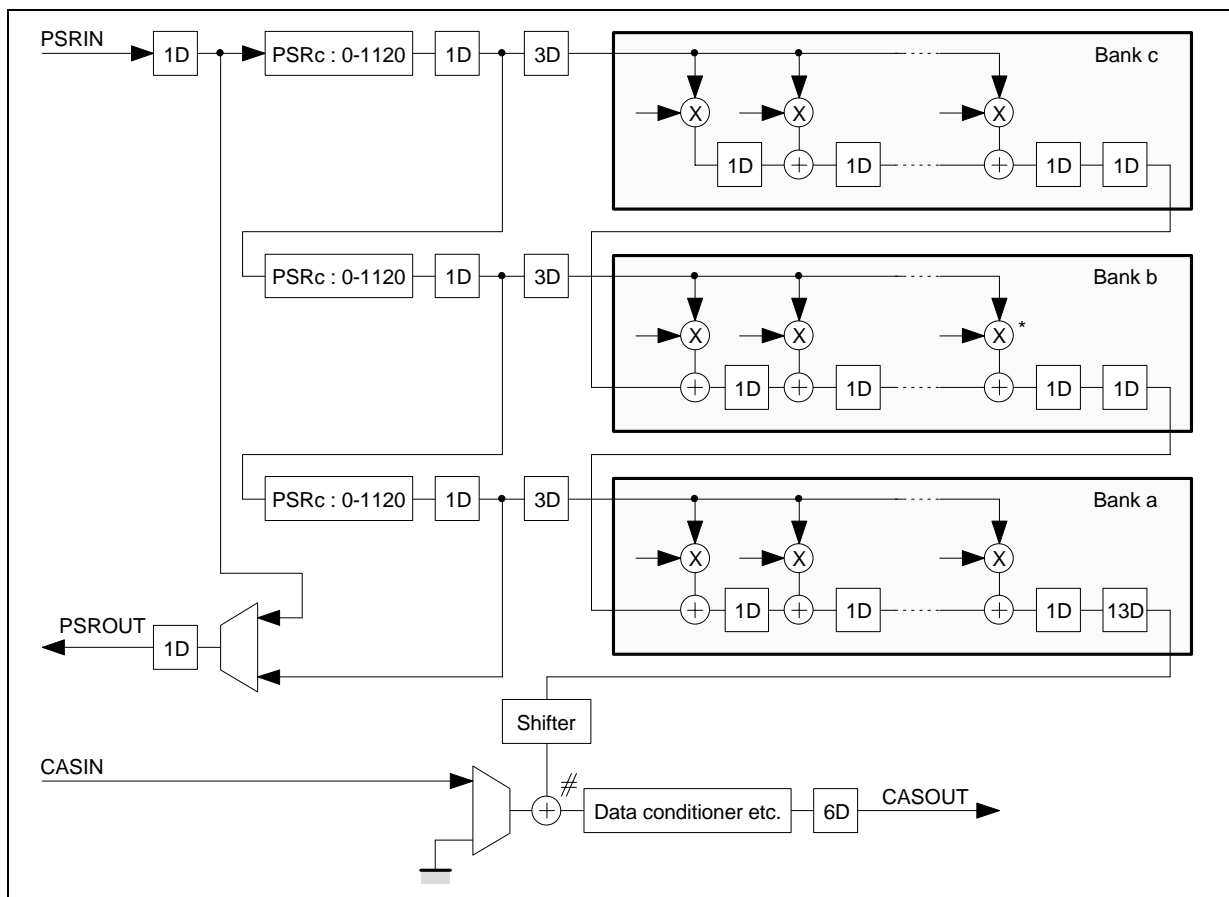 PSRIN
1D
PSRc : 0-1120
1D
3D
Bank c
X
X
X
1D
+
1D
+
1D
1D
PSRc : 0-1120
1D
3D
Bank b
X
X
X
*
+
1D
+
1D
+
1D
1D
PSRc : 0-1120
1D
3D
Bank a
X
X
X
+
1D
+
1D
+
1D
13D
PSROUT
1D
Shifter
CASIN
+
#
Data conditioner etc.
6D
CASOUT